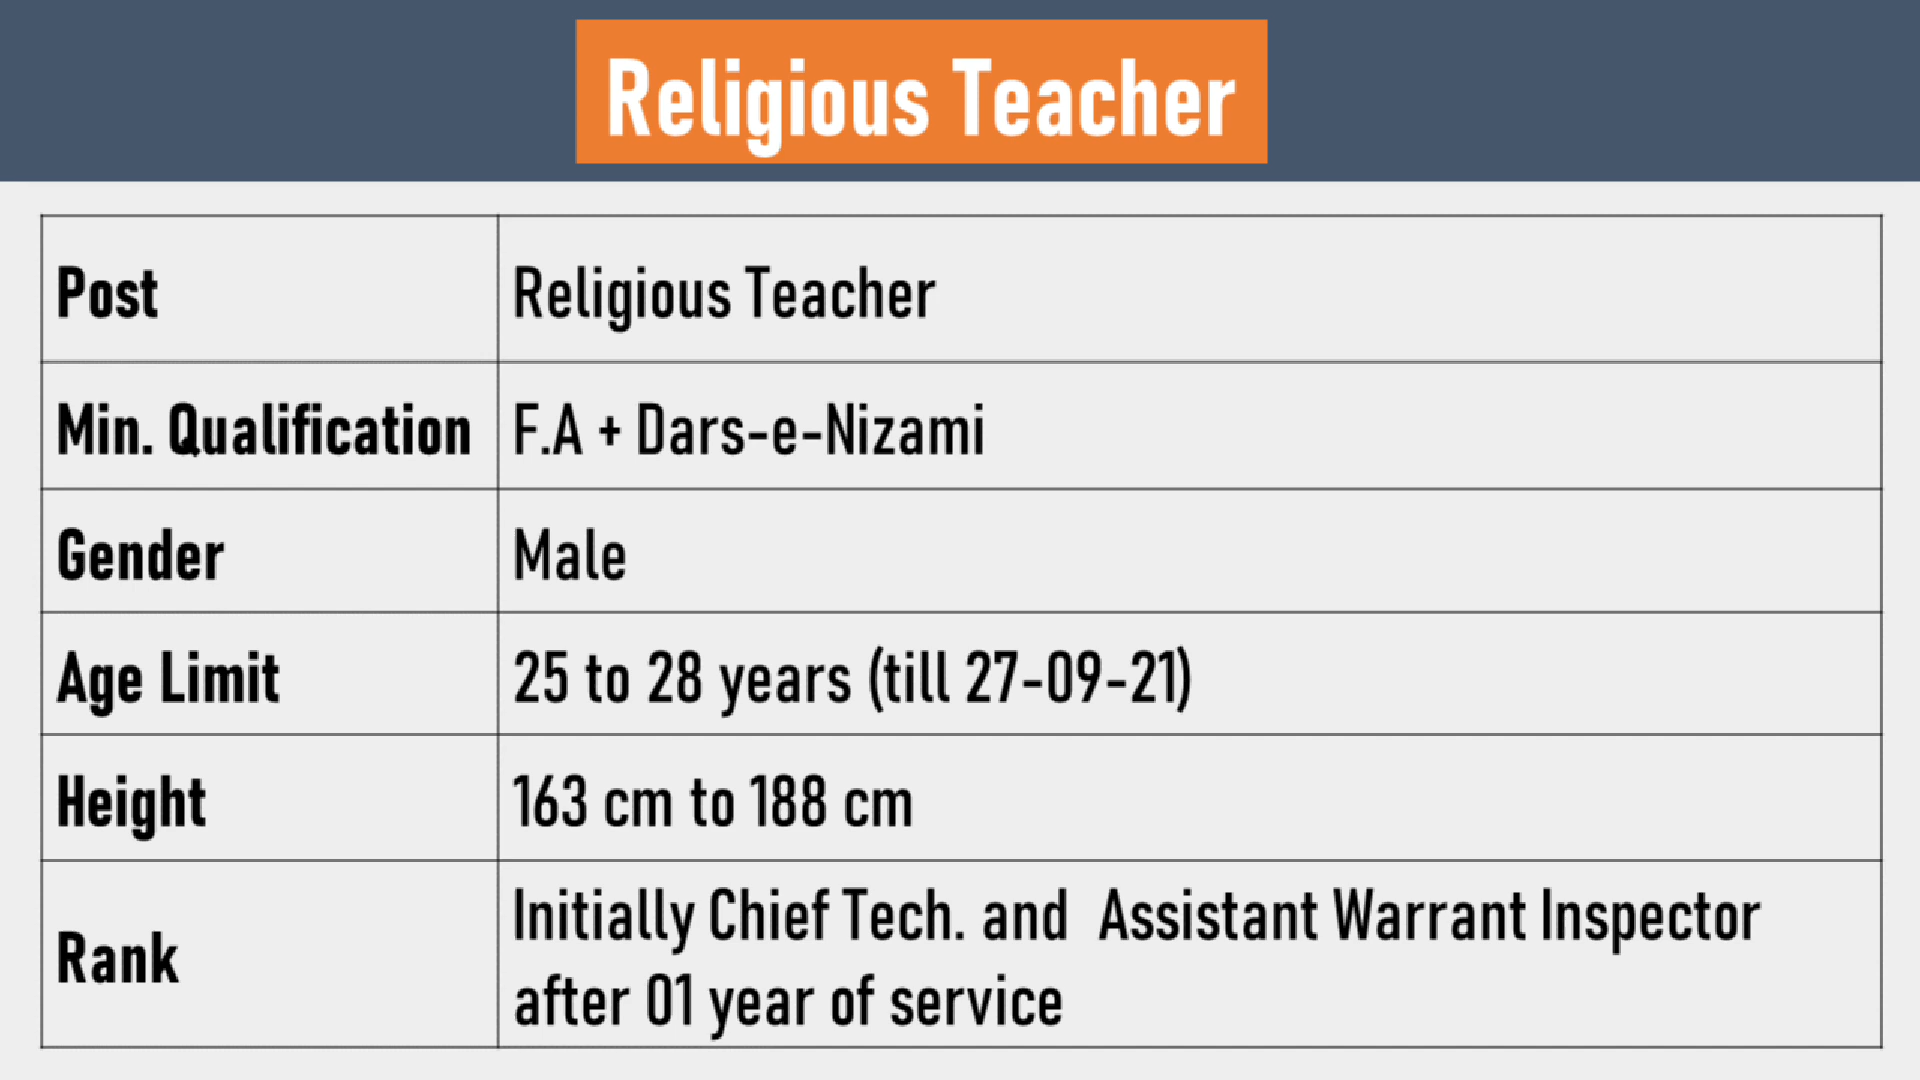 Religious Teacher
Post
Religious Teacher
Min. Qualification
F.A + Dars-e-Nizami
Gender
Male
Age Limit
25 to 28 years (till 27-09-21)
Height
163 cm to 188 cm
Rank
Initially Chief Tech. and  Assistant Warrant Inspector
after 01 year of service